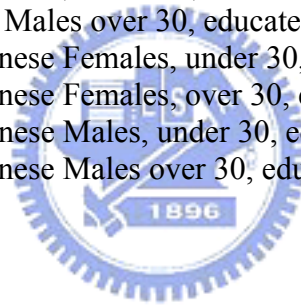 Males over 30, educate
nese Females, under 30,
nese Females, over 30,
nese Males, under 30, e
nese Males over 30, edu
1896